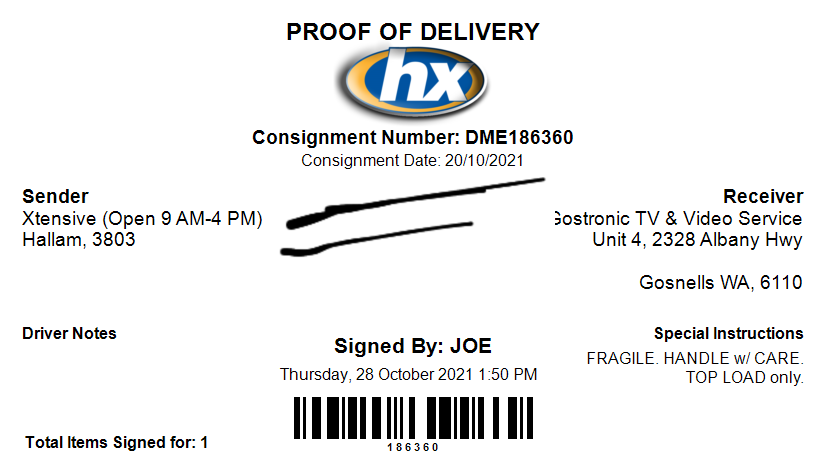 PROOF OF DELIVERY
hx
Consignment Number: DME186360
Consignment Date: 20/10/2021
Sender
Xtensive (Open 9 AM-4 PM)
Hallam, 3803
Receiver
Gostronic TV & Video Service
Unit 4, 2328 Albany Hwy
Gosnells WA, 6110
Driver Notes
Signed By: JOE
Thursday, 28 October 2021 1:50 PM
186360
Special Instructions
FRAGILE. HANDLE w/ CARE.
TOP LOAD only.
Total Items Signed for: 1